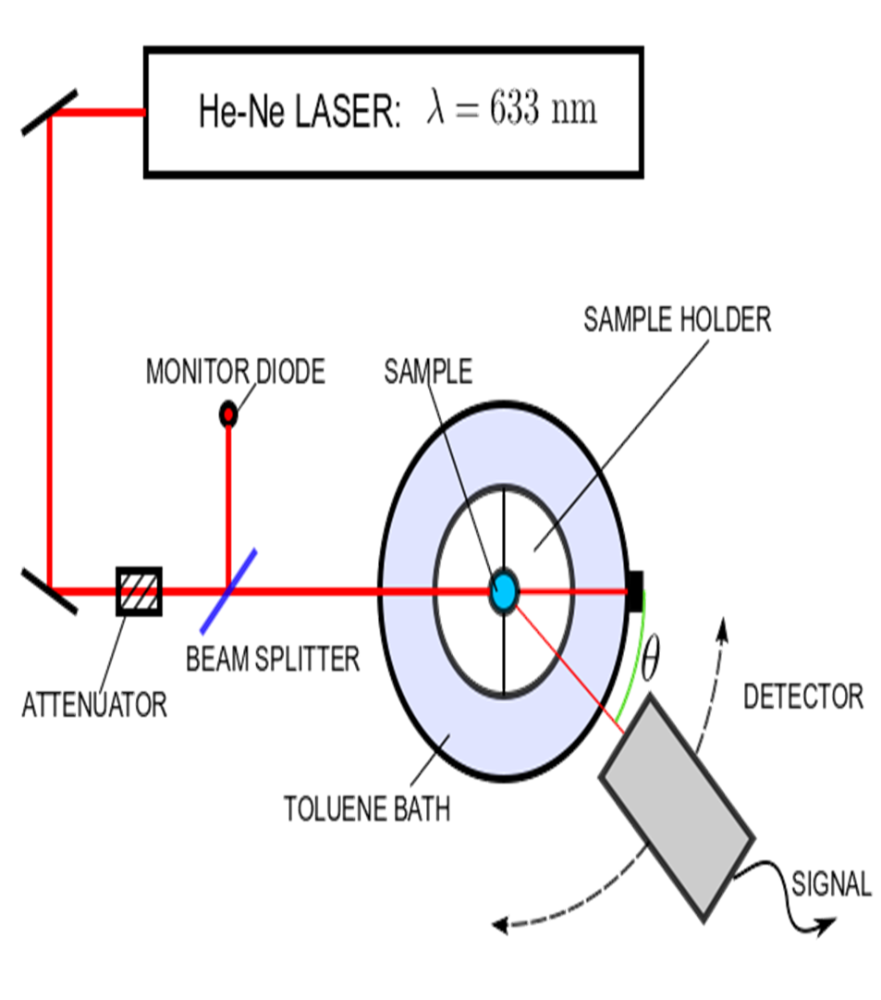 He-Ne LASER: λ = 633 nm
SAMPLE HOLDER
MONITOR DIODE
SAMPLE
θ
BEAM SPLITTER
DETECTOR
ATTENUATOR
TOLUENE BATH
SIGNAL